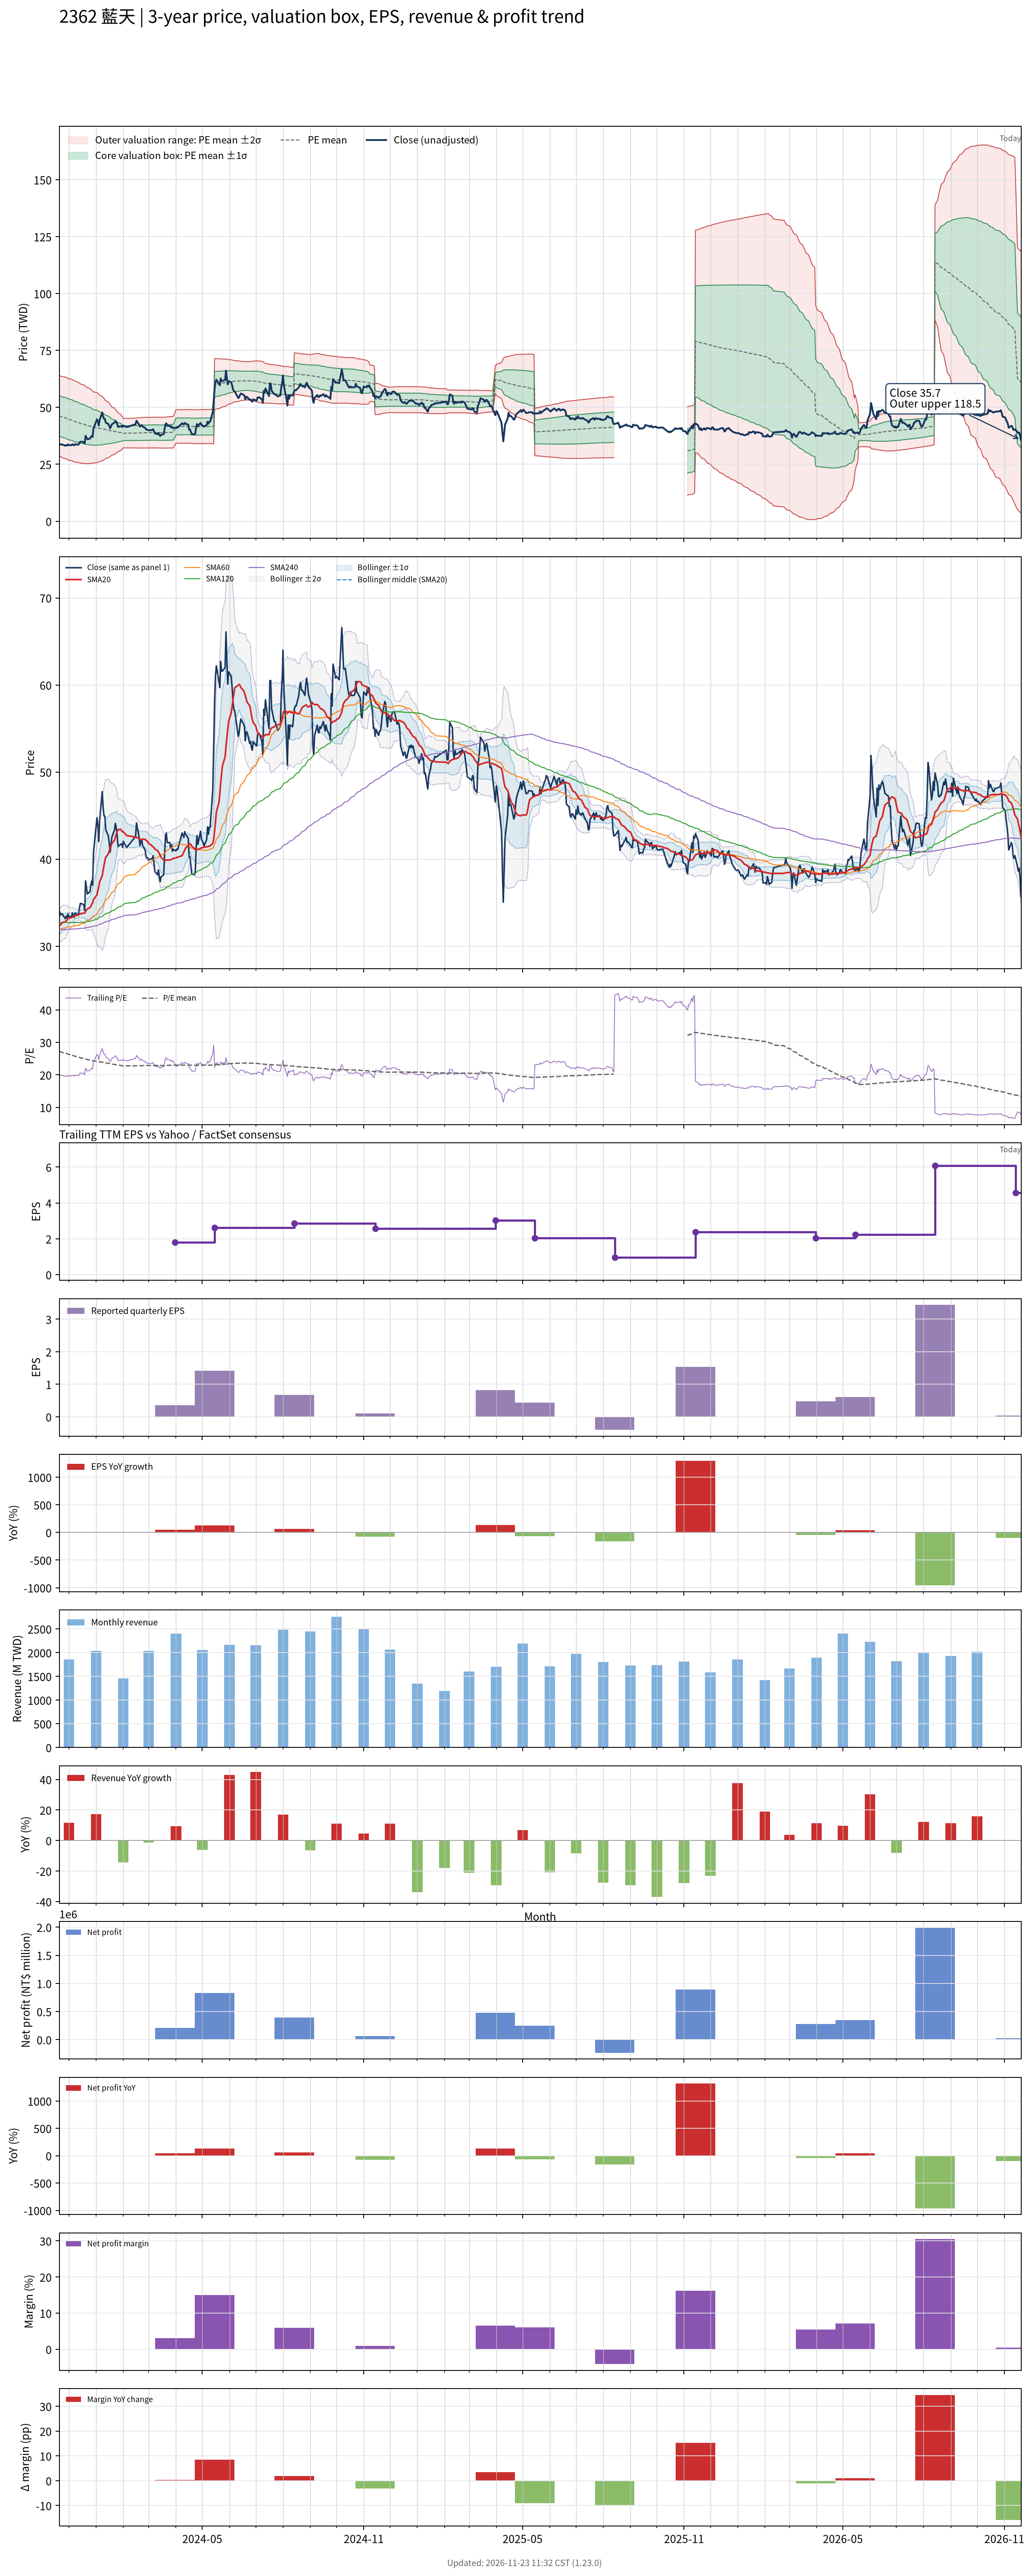 2362 藍天 | 3-year price, valuation box, EPS, revenue & profit trend
Outer valuation range: PE mean ±2σ
PE mean
Close (unadjusted)
Core valuation box: PE mean ±1σ
Today
150
125
100
75
50
25
0
Price (TWD)
Close 35.7
Outer upper 118.5
Close (same as panel 1)
SMA60
SMA240
Bollinger ±1σ
SMA20
SMA120
Bollinger ±2σ
Bollinger middle (SMA20)
70
60
50
40
30
Price
Trailing P/E
P/E mean
40
30
20
10
P/E
Trailing TTM EPS vs Yahoo / FactSet consensus
Today
6
4
2
0
EPS
Reported quarterly EPS
3
2
1
0
EPS
EPS YoY growth
1000
500
0
-500
-1000
YoY (%)
Monthly revenue
2500
2000
1500
1000
500
0
Revenue (M TWD)
Revenue YoY growth
40
20
0
-20
-40
YoY (%)
Month
1e6
Net profit
2.0
1.5
1.0
0.5
0.0
Net profit (NT$ million)
Net profit YoY
1000
500
0
-500
-1000
YoY (%)
Net profit margin
30
20
10
0
Margin (%)
Margin YoY change
30
20
10
0
-10
Δ margin (pp)
2024-05
2024-11
2025-05
2025-11
2026-05
2026-11
Updated: 2026-11-23 11:32 CST (1.23.0)